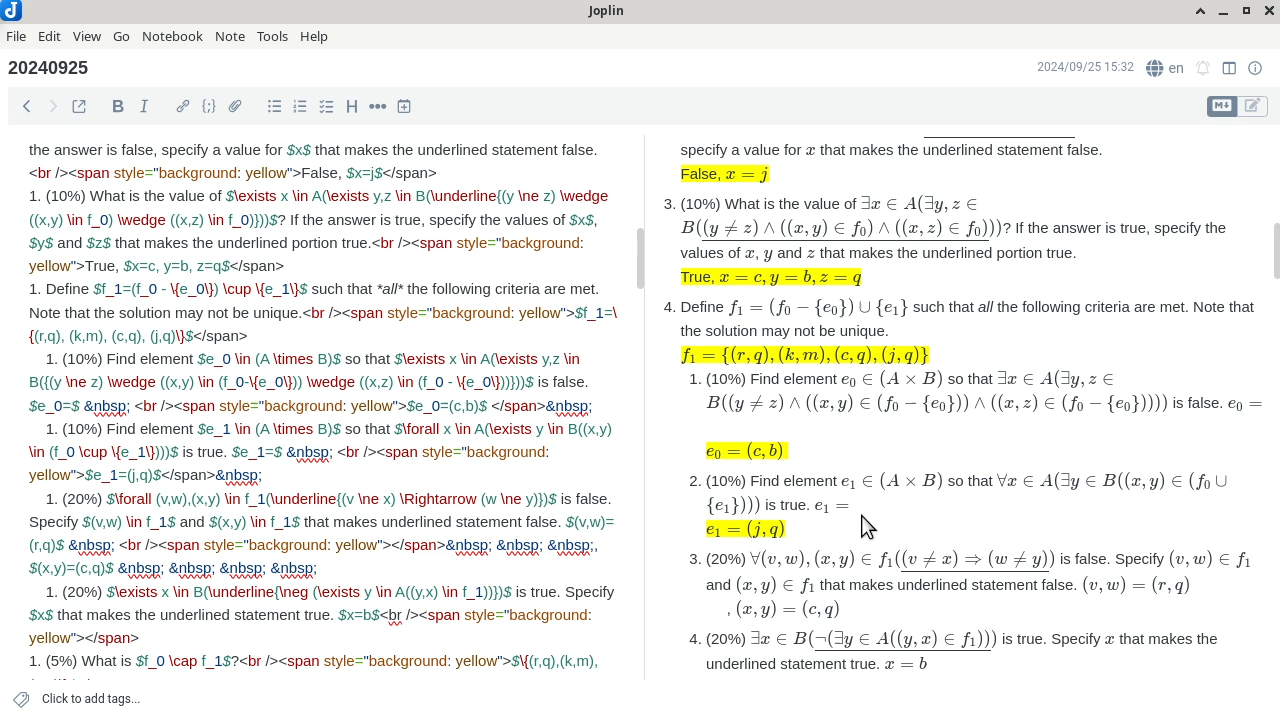 Joplin
File Edit View Go Notebook Note Tools Help
20240925
2024/09/25 15:32 en
the answer is false, specify a value for $x$ that makes the underlined statement false.
<br /><span style="background: yellow">False, $x=j$</span>
1. (10%) What is the value of $\exists x \in A(\exists y,z \in B(\underline{(y \ne z) \wedge
((x,y) \in f_0) \wedge ((x,z) \in f_0)}))$? If the answer is true, specify the values of $x$,
$y$ and $z$ that makes the underlined portion true.<br /><span style="background:
yellow">True, $x=c, y=b, z=q$</span>
1. Define $f_1=(f_0 - \{e_0\}) \cup \{e_1\}$ such that *all* the following criteria are met.
Note that the solution may not be unique.<br /><span style="background: yellow">$f_1=\
{(r,q), (k,m), (c,q), (j,q)\}$</span>
1. (10%) Find element $e_0 \in (A \times B)$ so that $\exists x \in A(\exists y,z \in
B(((y \ne z) \wedge ((x,y) \in (f_0-\{e_0\})) \wedge ((x,z) \in (f_0 - \{e_0\}))))$ is false.
$e_0=$ &nbsp; <br /><span style="background: yellow">$e_0=(c,b)$ </span>&nbsp;
1. (10%) Find element $e_1 \in (A \times B)$ so that $\forall x \in A(\exists y \in B((x,y)
\in (f_0 \cup \{e_1\})))$ is true. $e_1=$ &nbsp; <br /><span style="background:
yellow">$e_1=(j,q)$</span>&nbsp;
1. (20%) $\forall (v,w),(x,y) \in f_1(\underline{(v \ne x) \Rightarrow (w \ne y)})$ is false.
Specify $(v,w) \in f_1$ and $(x,y) \in f_1$ that makes underlined statement false. $(v,w)=
(r,q)$ &nbsp; <br /><span style="background: yellow"></span>&nbsp; &nbsp; &nbsp;,
$(x,y)=(c,q)$ &nbsp; &nbsp; &nbsp; &nbsp;
1. (20%) $\exists x \in B(\underline{\neg (\exists y \in A((y,x) \in f_1))})$ is true. Specify
$x$ that makes the underlined statement true. $x=b$<br /><span style="background:
yellow"></span>
1. (5%) What is $f_0 \cap f_1$?<br /><span style="background: yellow">$\{(r,q),(k,m),
specify a value for x that makes the underlined statement false.
False, x = j
3. (10%) What is the value of ∃x ∈ A(∃y, z ∈
B((y ≠ z) ∧ ((x, y) ∈ f₀) ∧ ((x, z) ∈ f₀)))? If the answer is true, specify the
values of x, y and z that makes the underlined portion true.
True, x = c, y = b, z = q
4. Define f₁ = (f₀ − {e₀}) ∪ {e₁} such that all the following criteria are met. Note that
the solution may not be unique.
f₁ = {(r, q), (k, m), (c, q), (j, q)}
1. (10%) Find element e₀ ∈ (A × B) so that ∃x ∈ A(∃y, z ∈
B((y ≠ z) ∧ ((x, y) ∈ (f₀ − {e₀})) ∧ ((x, z) ∈ (f₀ − {e₀})))) is false. e₀ =
e₀ = (c, b)
2. (10%) Find element e₁ ∈ (A × B) so that ∀x ∈ A(∃y ∈ B((x, y) ∈ (f₀ ∪
{e₁}))) is true. e₁ =
e₁ = (j, q)
3. (20%) ∀(v, w), (x, y) ∈ f₁((v ≠ x) ⇒ (w ≠ y)) is false. Specify (v, w) ∈ f₁
and (x, y) ∈ f₁ that makes underlined statement false. (v, w) = (r, q)
, (x, y) = (c, q)
4. (20%) ∃x ∈ B(¬(∃y ∈ A((y, x) ∈ f₁))) is true. Specify x that makes the
underlined statement true. x = b
Click to add tags...